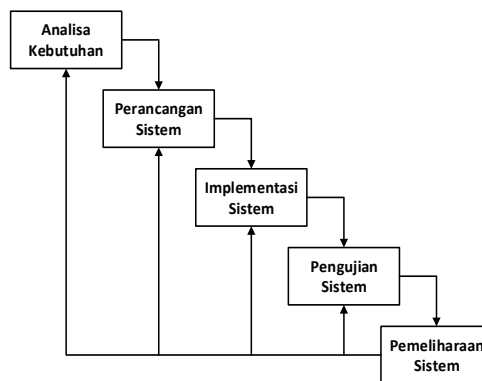 Analisa
Kebutuhan
Perancangan
Sistem
Implementasi
Sistem
Pengujian
Sistem
Pemeliharaan
Sistem